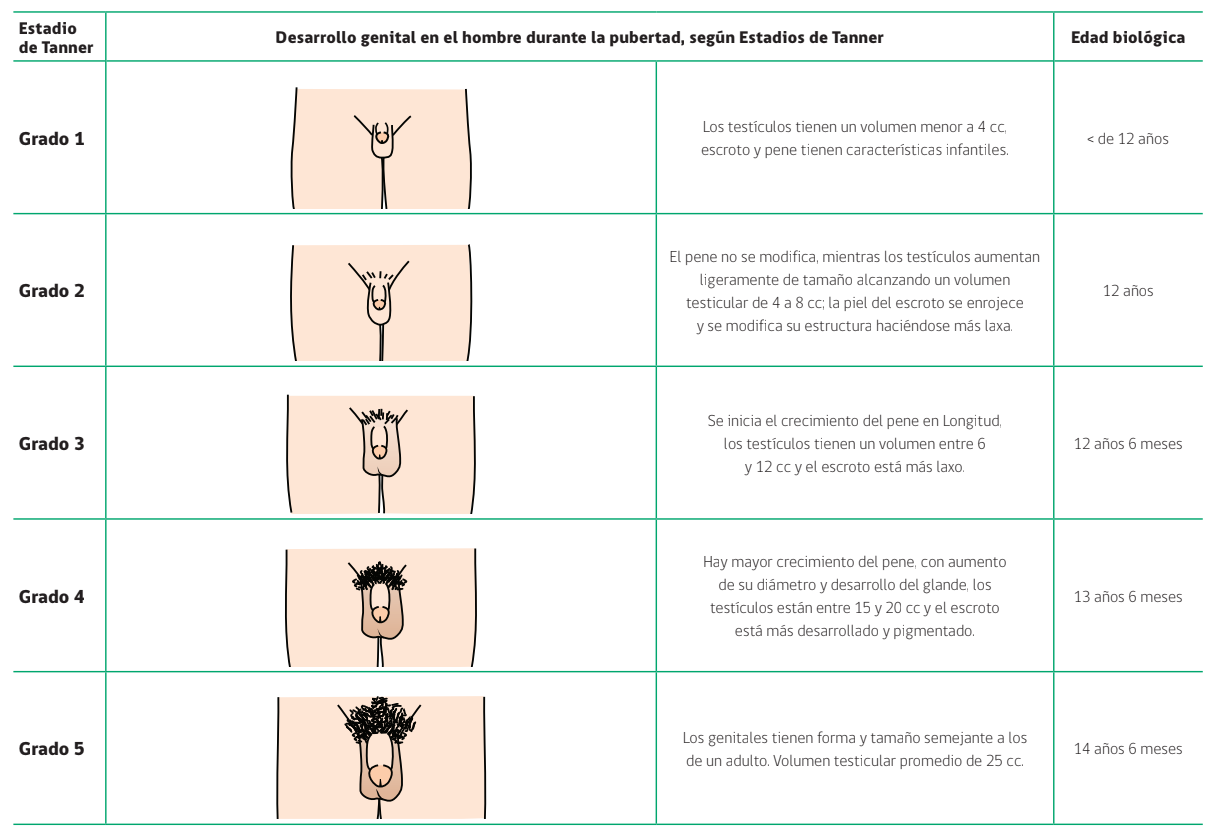 Estadio
de Tanner
Desarrollo genital en el hombre durante la pubertad, según Estadios de Tanner
Edad biológica
Grado 1
Los testículos tienen un volumen menor a 4 cc,
escroto y pene tienen características infantiles.
< de 12 años
Grado 2
El pene no se modifica, mientras los testículos aumentan
ligeramente de tamaño alcanzando un volumen
testicular de 4 a 8 cc; la piel del escroto se enrojece
y se modifica su estructura haciéndose más laxa.
12 años
Grado 3
Se inicia el crecimiento del pene en Longitud,
los testículos tienen un volumen entre 6
y 12 cc y el escroto está más laxo.
12 años 6 meses
Grado 4
Hay mayor crecimiento del pene, con aumento
de su diámetro y desarrollo del glande, los
testículos están entre 15 y 20 cc y el escroto
está más desarrollado y pigmentado.
13 años 6 meses
Grado 5
Los genitales tienen forma y tamaño semejante a los
de un adulto. Volumen testicular promedio de 25 cc.
14 años 6 meses